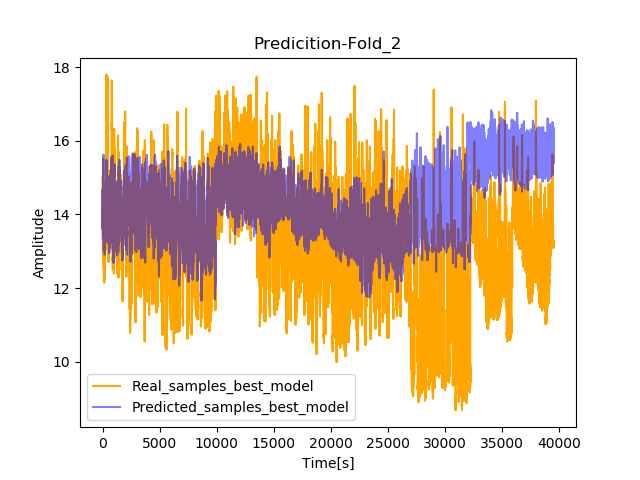 Predicition-Fold_2
18
16
14
12
10
Amplitude
Real_samples_best_model
Predicted_samples_best_model
0 5000 10000 15000 20000 25000 30000 35000 40000
Time[s]